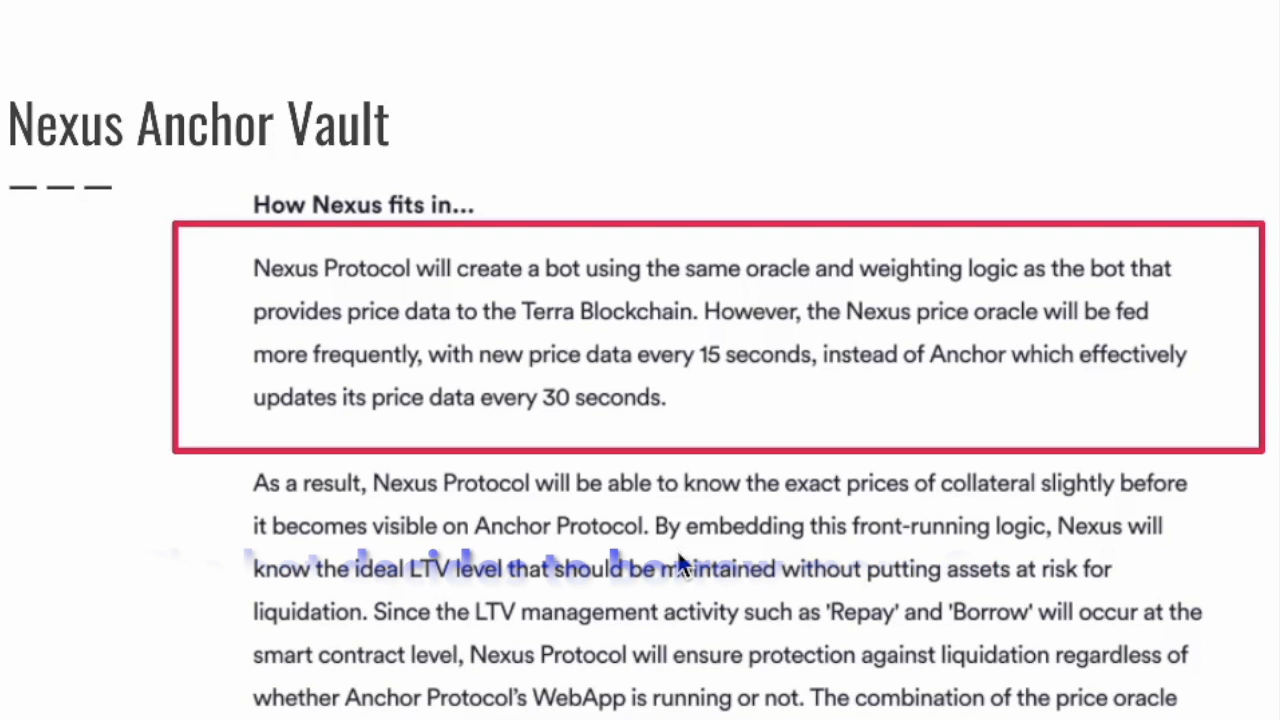 Nexus Anchor Vault
How Nexus fits in...
Nexus Protocol will create a bot using the same oracle and weighting logic as the bot that
provides price data to the Terra Blockchain. However, the Nexus price oracle will be fed
more frequently, with new price data every 15 seconds, instead of Anchor which effectively
updates its price data every 30 seconds.
As a result, Nexus Protocol will be able to know the exact prices of collateral slightly before
it becomes visible on Anchor Protocol. By embedding this front-running logic, Nexus will
know the ideal LTV level that should be maintained without putting assets at risk for
liquidation. Since the LTV management activity such as 'Repay' and 'Borrow' will occur at the
smart contract level, Nexus Protocol will ensure protection against liquidation regardless of
whether Anchor Protocol's WebApp is running or not. The combination of the price oracle